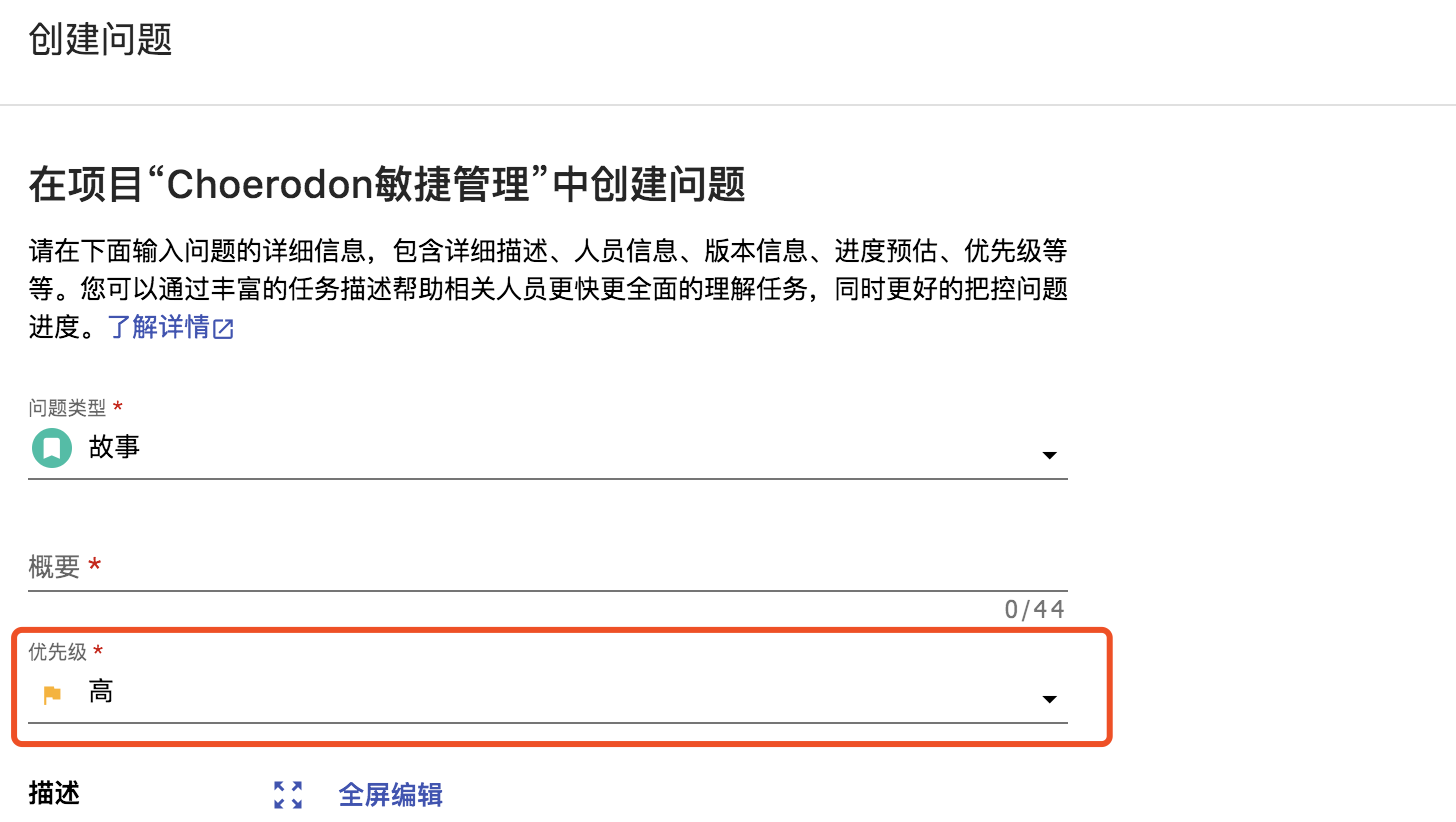 创建问题
在项目“Choerodon敏捷管理”中创建问题
请在下面输入问题的详细信息，包含详细描述、人员信息、版本信息、进度预估、优先级等
等。您可以通过丰富的任务描述帮助相关人员更快更全面的理解任务，同时更好的把控问题
进度。了解详情
问题类型 *
故事
概要 *
0/44
优先级 *
高
描述 全屏编辑